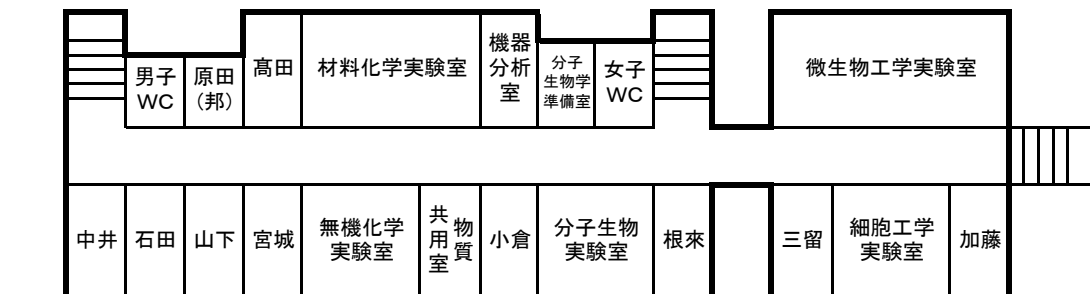 男子
WC
原田
（邦）
髙田
材料化学実験室
機器
分析
室
分子
生物学
準備室
女子
WC
微生物工学実験室
中井
石田
山下
宮城
無機化学
実験室
物質
共用室
小倉
分子生物
実験室
根來
三留
細胞工学
実験室
加藤